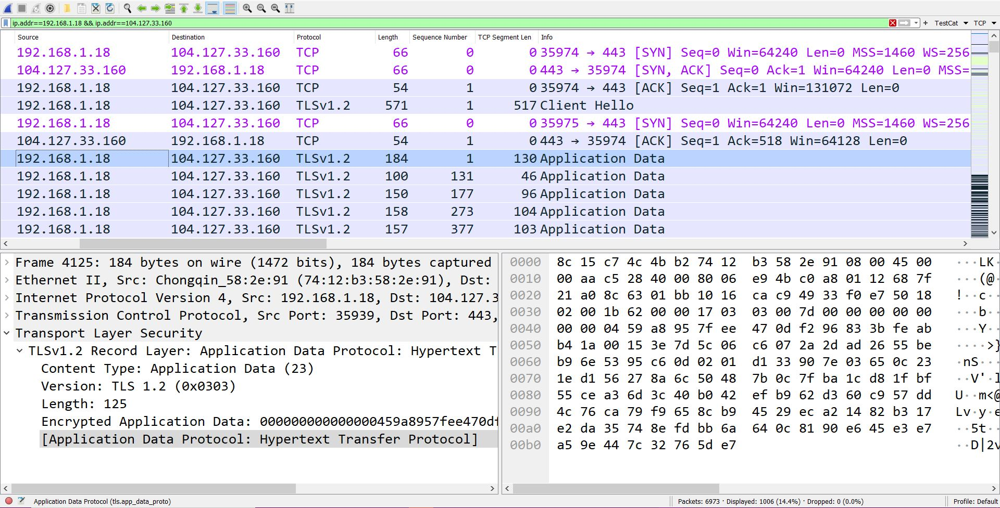 ip.addr==192.168.1.18 && ip.addr==104.127.33.160 + TestCat TCP
Source Destination Protocol Length Sequence Number TCP Segment Len Info
192.168.1.18 104.127.33.160 TCP 66 0 0 35974 → 443 [SYN] Seq=0 Win=64240 Len=0 MSS=1460 WS=256
104.127.33.160 192.168.1.18 TCP 66 0 0 443 → 35974 [SYN, ACK] Seq=0 Ack=1 Win=64240 Len=0 MSS=
192.168.1.18 104.127.33.160 TCP 54 1 0 35974 → 443 [ACK] Seq=1 Ack=1 Win=131072 Len=0
192.168.1.18 104.127.33.160 TLSv1.2 571 1 517 Client Hello
192.168.1.18 104.127.33.160 TCP 66 0 0 35975 → 443 [SYN] Seq=0 Win=64240 Len=0 MSS=1460 WS=256
104.127.33.160 192.168.1.18 TCP 54 1 0 443 → 35974 [ACK] Seq=1 Ack=518 Win=64128 Len=0
192.168.1.18 104.127.33.160 TLSv1.2 184 1 130 Application Data
192.168.1.18 104.127.33.160 TLSv1.2 100 131 46 Application Data
192.168.1.18 104.127.33.160 TLSv1.2 150 177 96 Application Data
192.168.1.18 104.127.33.160 TLSv1.2 158 273 104 Application Data
192.168.1.18 104.127.33.160 TLSv1.2 157 377 103 Application Data
Frame 4125: 184 bytes on wire (1472 bits), 184 bytes captured
Ethernet II, Src: Chongqin_58:2e:91 (74:12:b3:58:2e:91), Dst:
Internet Protocol Version 4, Src: 192.168.1.18, Dst: 104.127.3
Transmission Control Protocol, Src Port: 35939, Dst Port: 443,
Transport Layer Security
TLSv1.2 Record Layer: Application Data Protocol: Hypertext T
Content Type: Application Data (23)
Version: TLS 1.2 (0x0303)
Length: 125
Encrypted Application Data: 000000000000000459a8957fee470df
[Application Data Protocol: Hypertext Transfer Protocol]
0000 8c 15 c7 4c 4b b2 74 12 b3 58 2e 91 08 00 45 00 ···LK·
0010 00 aa c5 28 40 00 80 06 e9 4b c0 a8 01 12 68 7f ···(@·
0020 21 a0 8c 63 01 bb 10 16 ca c9 49 33 f0 e7 50 18 !··c··
0030 02 00 1b 62 00 00 17 03 03 00 7d 00 00 00 00 00 ···b··
0040 00 00 04 59 a8 95 7f ee 47 0d f2 96 83 3b fe ab ···Y··
0050 b4 1a 00 15 3e 7d 5c 06 c6 07 2a 2d ad 26 55 be ····>}
0060 b9 6e 53 95 c6 0d 02 01 d1 33 90 7e 03 65 0c 23 ·nS···
0070 1e d1 56 27 8a 6c 50 48 7b 0c 7f ba 1c d8 1f bf ··V'·l
0080 55 ce a3 6d 3c 40 b0 42 ef b9 62 d3 60 c9 57 dd U··m<@
0090 4c 76 ca 79 f9 65 8c b9 45 29 ec a2 14 82 b3 17 Lv·y·e
00a0 e2 da 35 74 8e fd bb 6a 64 0c 81 90 e6 45 e3 e7 ··5t··
00b0 a5 9e 44 7c 32 76 5d e7 ··D|2v
Application Data Protocol (tls.app_data_proto) Packets: 6973 · Displayed: 1006 (14.4%) · Dropped: 0 (0.0%) Profile: Default